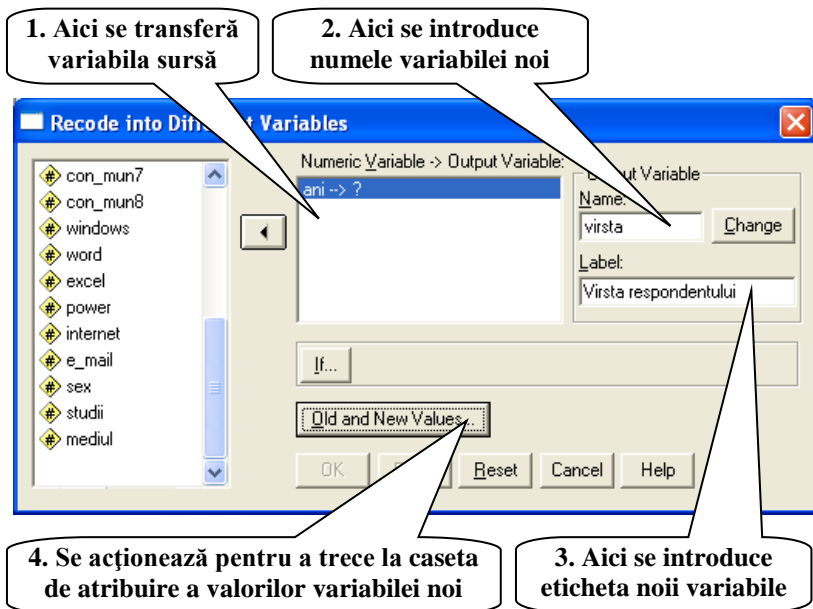 1. Aici se transferă
variabila sursă
2. Aici se introduce
numele variabilei noi
Recode into Diff t Variables
con_mun7
con_mun8
windows
word
excel
power
internet
e_mail
sex
studii
mediul
Numeric Variable -> Output Variable:
ani --> ?
ut Variable
Name:
virsta
Change
Label:
Virsta respondentului
If...
Old and New Values...
OK
Reset
Cancel
Help
4. Se acţionează pentru a trece la caseta
de atribuire a valorilor variabilei noi
3. Aici se introduce
eticheta noii variabile